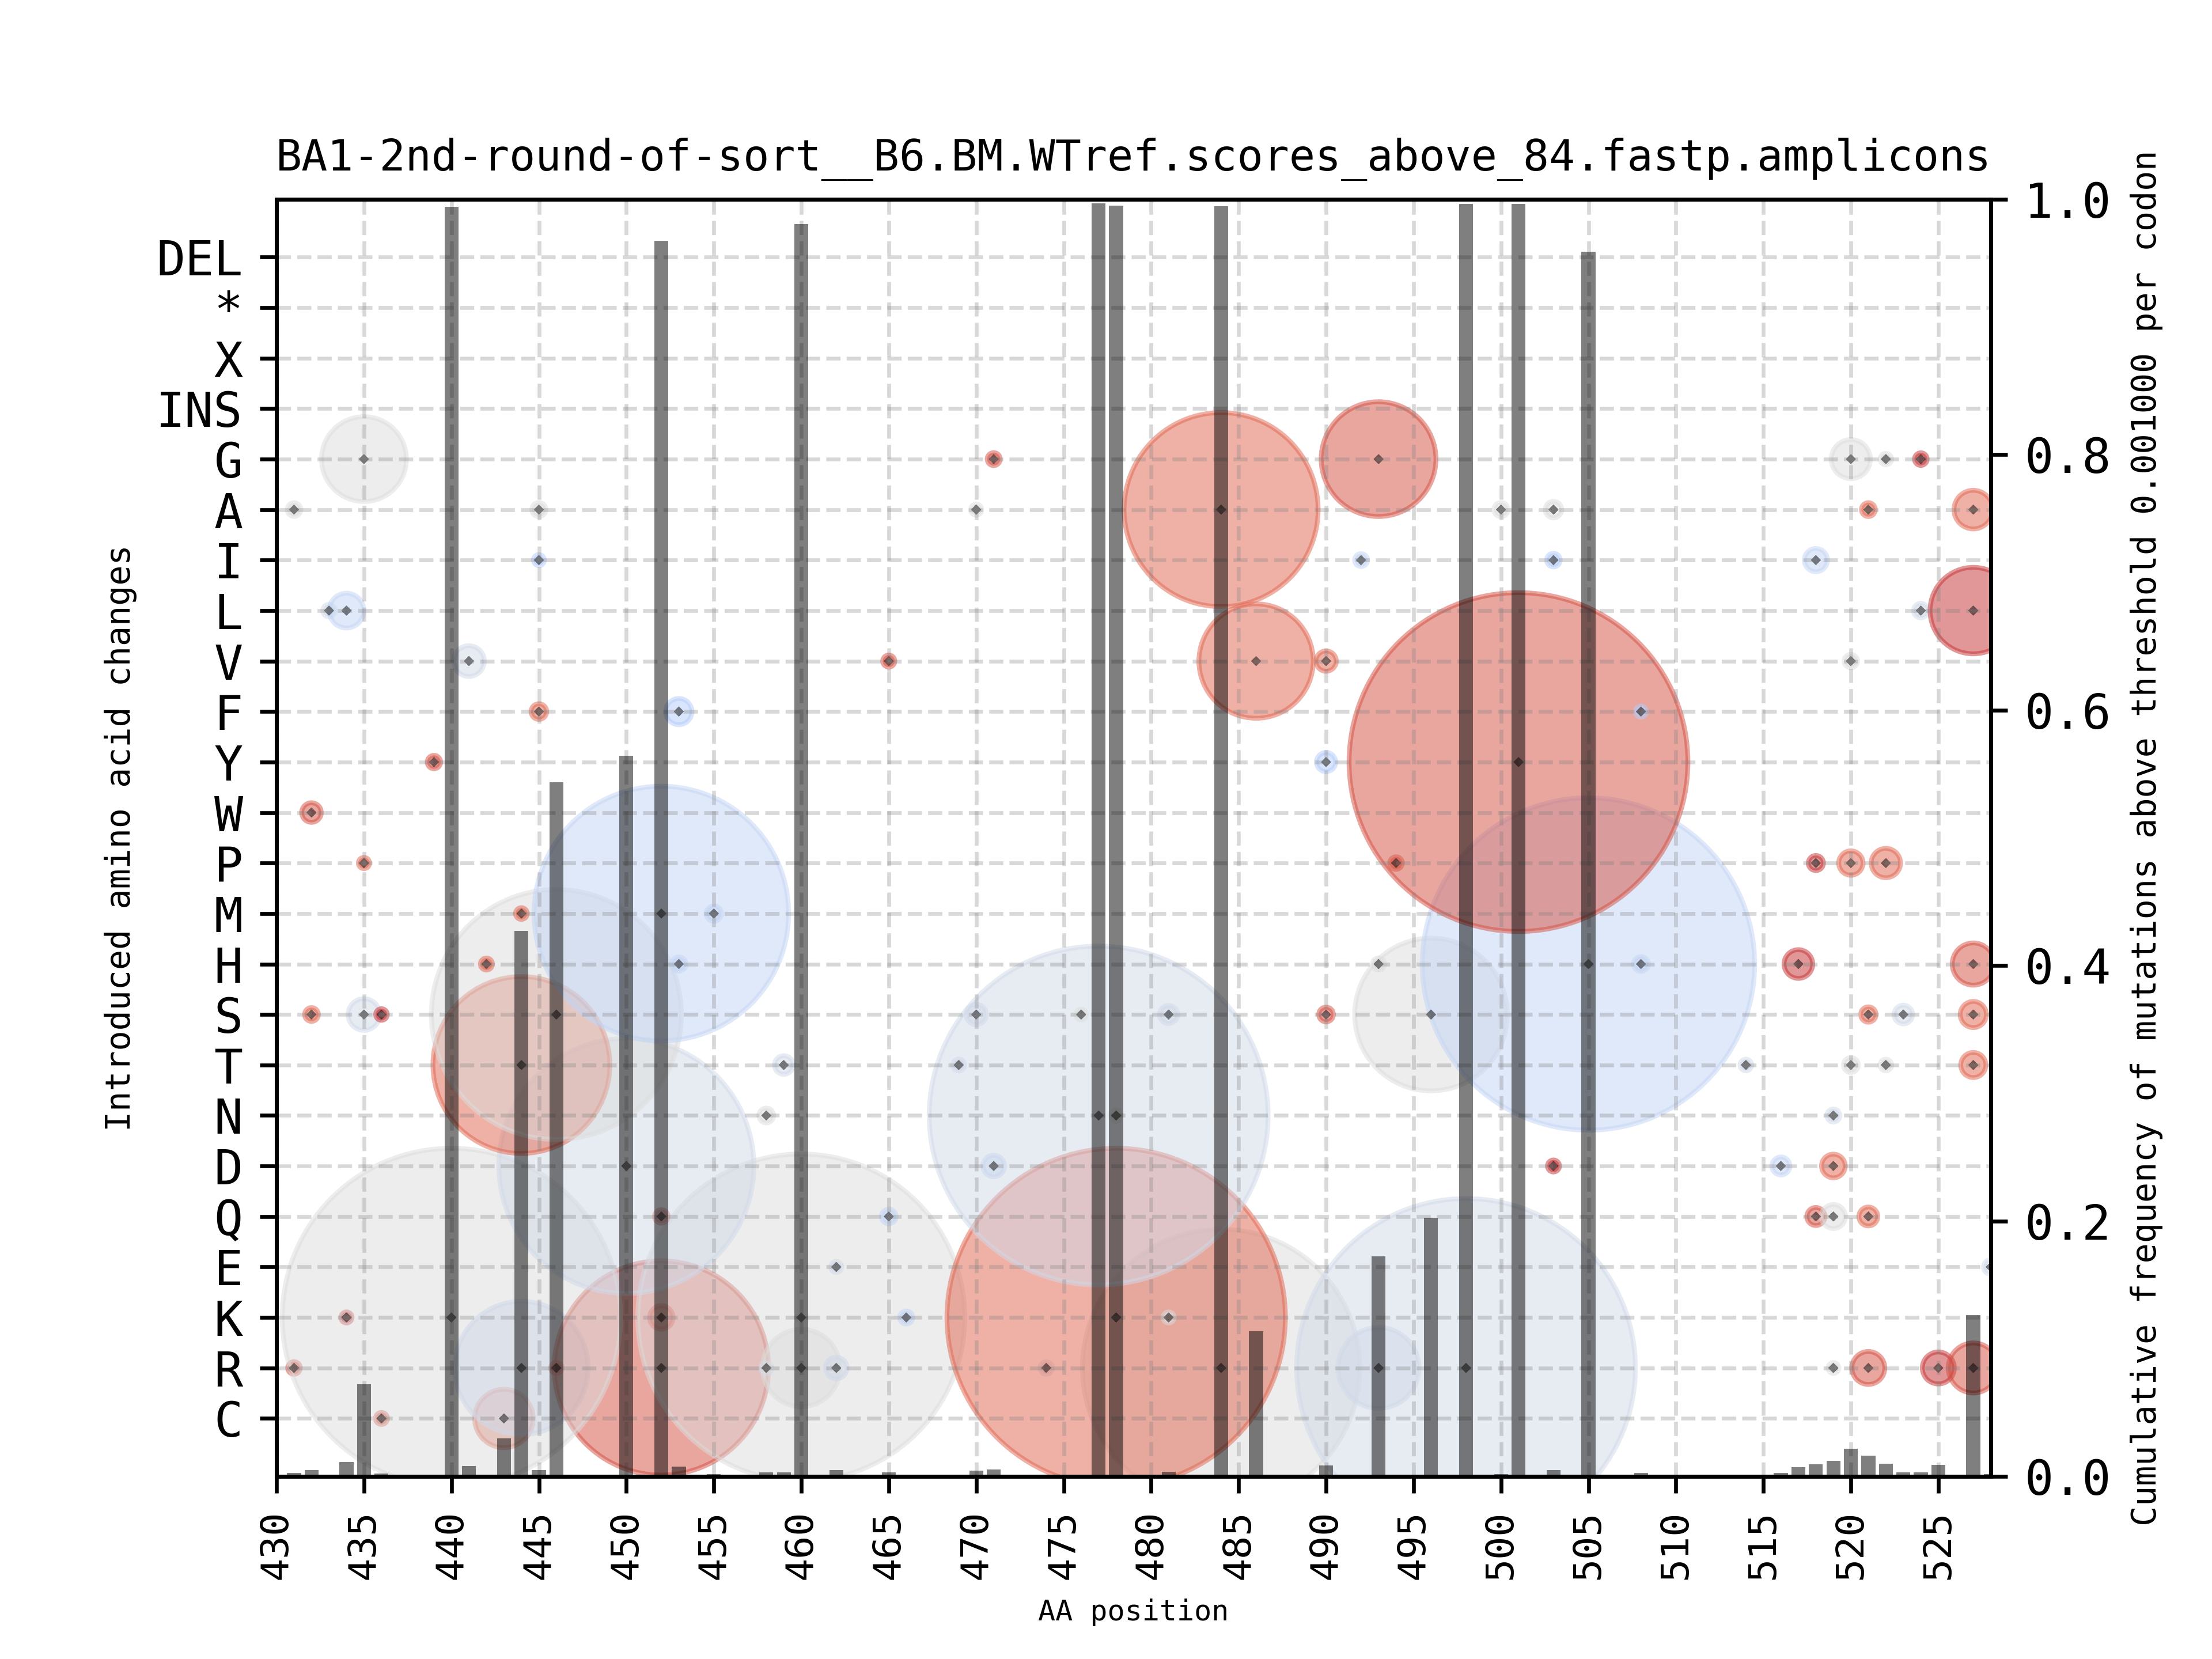 BA1-2nd-round-of-sort__B6.BM.WTref.scores_above_84.fastp.amplicons
Introduced amino acid changes
DEL
*
X
INS
G
A
I
L
V
F
Y
W
P
M
H
S
T
N
D
Q
E
K
R
C
1.0
0.8
0.6
0.4
0.2
0.0
Cumulative frequency of mutations above threshold 0.001000 per codon
430 435 440 445 450 455 460 465 470 475 480 485 490 495 500 505 510 515 520 525
AA position